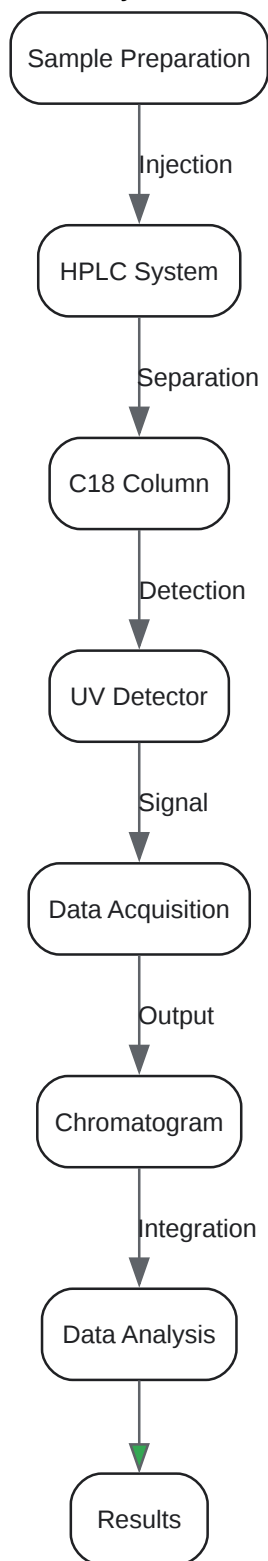 Sample Preparation
Injection
HPLC System
Separation
C18 Column
Detection
UV Detector
Signal
Data Acquisition
Output
Chromatogram
Integration
Data Analysis
Results